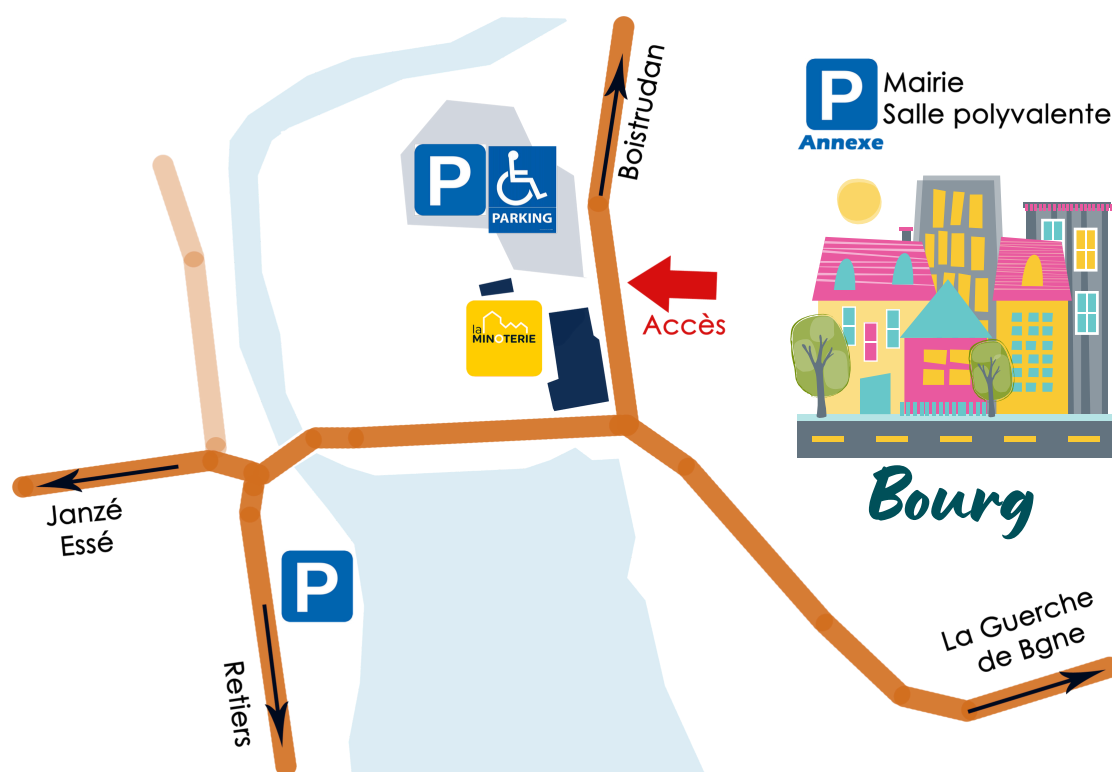 P
Mairie
Salle polyvalente
Annexe
Boistrudan
P
PARKING
Accès
la
MINOTERIE
Bourg
Janzé
Essé
P
Retiers
La Guerche
de Bgne